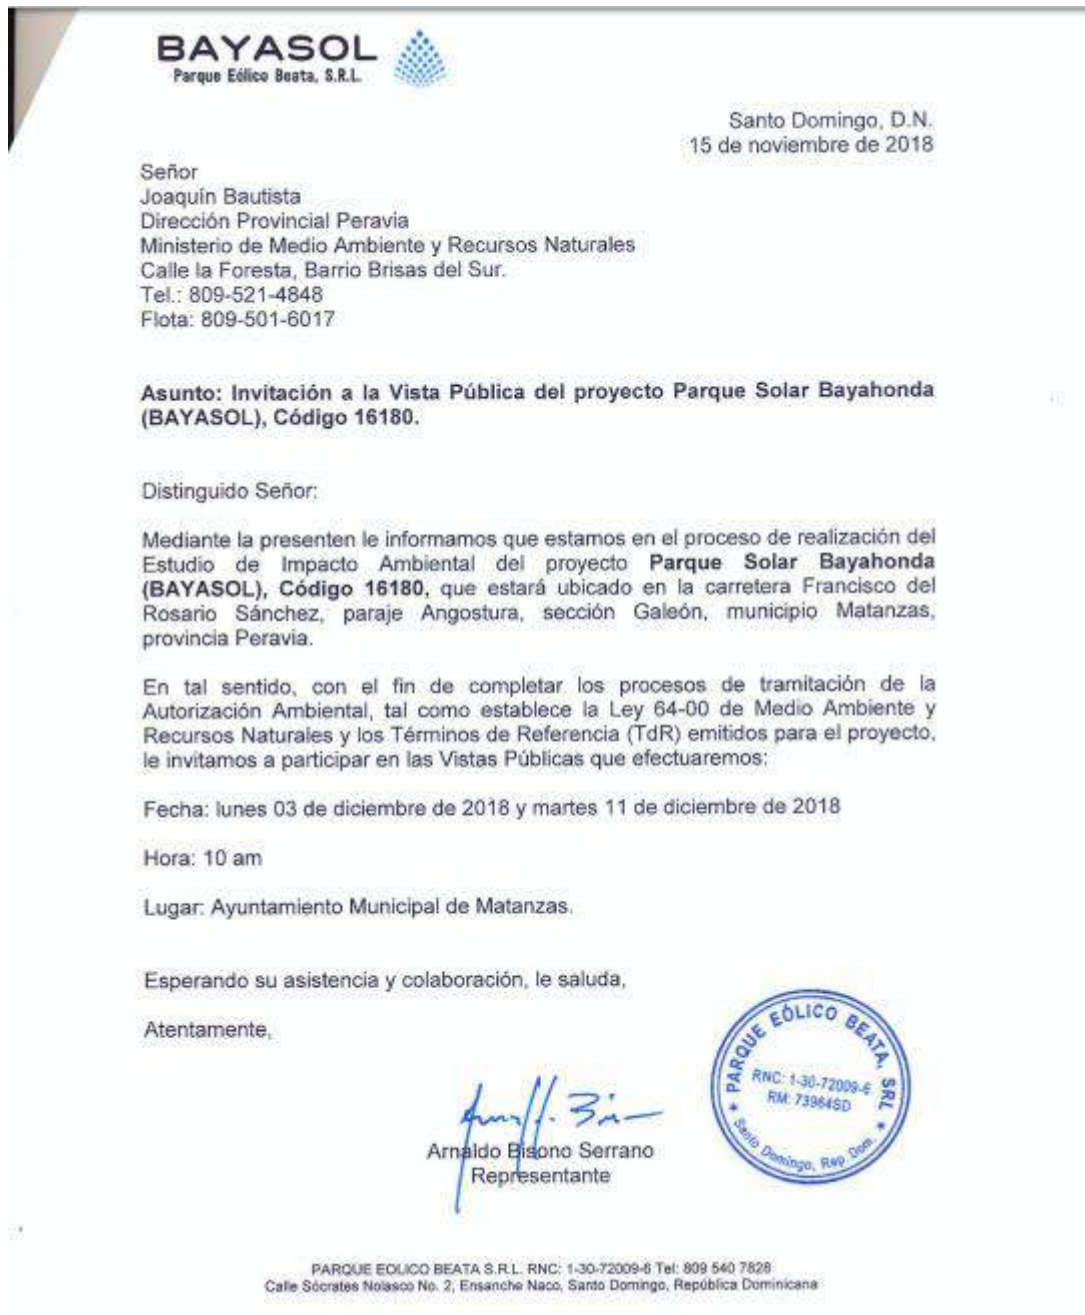 BAYASOL
Parque Eólico Beata, S.R.L.
Santo Domingo, D.N.
15 de noviembre de 2018
Señor
Joaquín Bautista
Dirección Provincial Peravia
Ministerio de Medio Ambiente y Recursos Naturales
Calle la Foresta, Barrio Brisas del Sur.
Tel.: 809-521-4848
Flota: 809-501-6017
Asunto: Invitación a la Vista Pública del proyecto Parque Solar Bayahonda
(BAYASOL), Código 16180.
Distinguido Señor:
Mediante la presenten le informamos que estamos en el proceso de realización del
Estudio de Impacto Ambiental del proyecto Parque Solar Bayahonda
(BAYASOL), Código 16180, que estará ubicado en la carretera Francisco del
Rosario Sánchez, paraje Angostura, sección Galeón, municipio Matanzas,
provincia Peravia.
En tal sentido, con el fin de completar los procesos de tramitación de la
Autorización Ambiental, tal como establece la Ley 64-00 de Medio Ambiente y
Recursos Naturales y los Términos de Referencia (TdR) emitidos para el proyecto,
le invitamos a participar en las Vistas Públicas que efectuaremos:
Fecha: lunes 03 de diciembre de 2018 y martes 11 de diciembre de 2018
Hora: 10 am
Lugar: Ayuntamiento Municipal de Matanzas.
Esperando su asistencia y colaboración, le saluda,
Atentamente,
PARQUE EÓLICO BEATA, SRL
RNC: 1-30-72009-6
RM: 73964SD
Santo Domingo, Rep. Dom.
Arnaldo Bisono Serrano
Representante
PARQUE EOLICO BEATA S.R.L. RNC: 1-30-72009-6 Tel: 809 540 7828
Calle Sócrates Nolasco No. 2, Ensanche Naco, Santo Domingo, República Dominicana